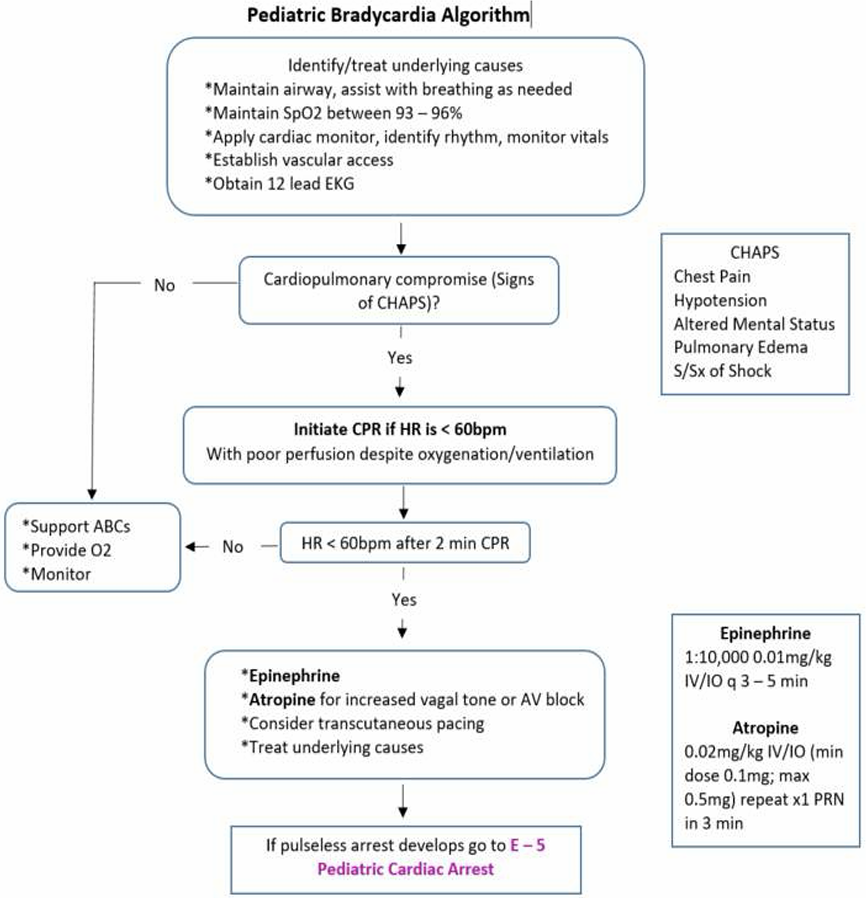 Pediatric Bradycardia Algorithm
Identify/treat underlying causes
*Maintain airway, assist with breathing as needed
*Maintain SpO2 between 93 – 96%
*Apply cardiac monitor, identify rhythm, monitor vitals
*Establish vascular access
*Obtain 12 lead EKG
CHAPS
Chest Pain
Hypotension
Altered Mental Status
Pulmonary Edema
S/Sx of Shock
Cardiopulmonary compromise (Signs
of CHAPS)?
No
Yes
Initiate CPR if HR is < 60bpm
With poor perfusion despite oxygenation/ventilation
HR < 60bpm after 2 min CPR
No
*Support ABCs
*Provide O2
*Monitor
Yes
*Epinephrine
*Atropine for increased vagal tone or AV block
*Consider transcutaneous pacing
*Treat underlying causes
Epinephrine
1:10,000 0.01mg/kg
IV/IO q 3 – 5 min
Atropine
0.02mg/kg IV/IO (min
dose 0.1mg; max
0.5mg) repeat x1 PRN
in 3 min
If pulseless arrest develops go to E – 5
Pediatric Cardiac Arrest